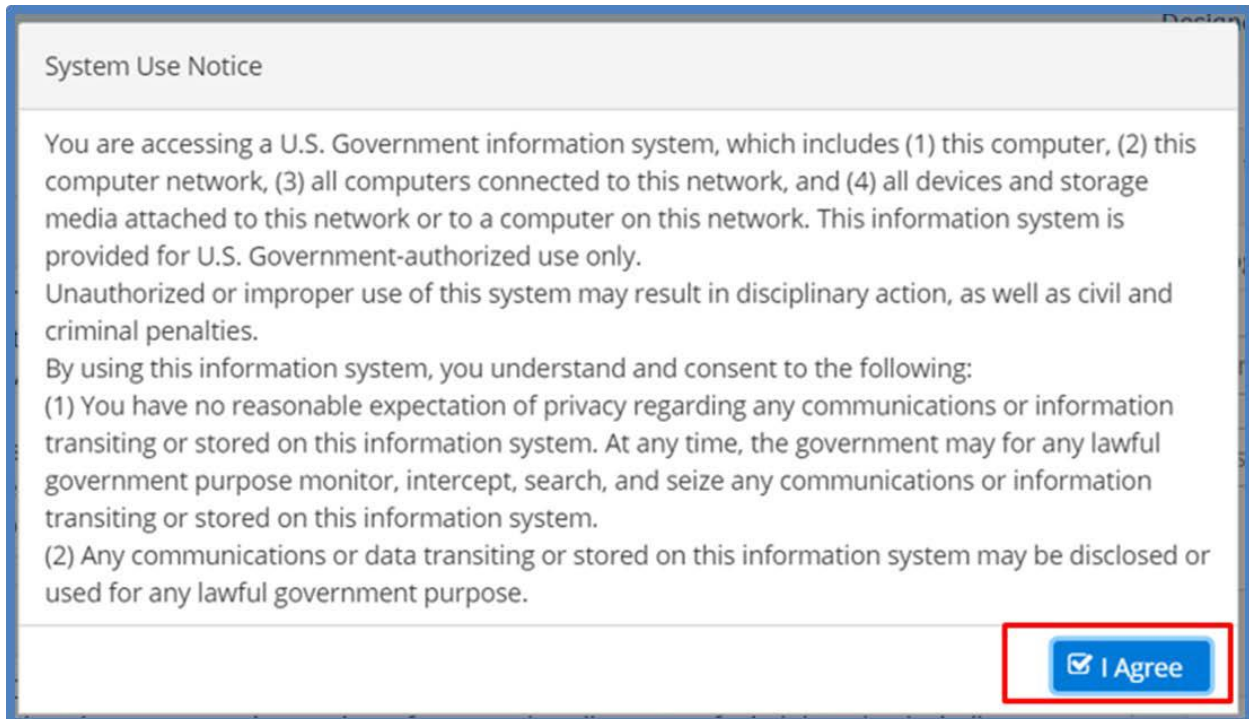 Design
System Use Notice
You are accessing a U.S. Government information system, which includes (1) this computer, (2) this
computer network, (3) all computers connected to this network, and (4) all devices and storage
media attached to this network or to a computer on this network. This information system is
provided for U.S. Government-authorized use only.
Unauthorized or improper use of this system may result in disciplinary action, as well as civil and
criminal penalties.
By using this information system, you understand and consent to the following:
(1) You have no reasonable expectation of privacy regarding any communications or information
transiting or stored on this information system. At any time, the government may for any lawful
government purpose monitor, intercept, search, and seize any communications or information
transiting or stored on this information system.
(2) Any communications or data transiting or stored on this information system may be disclosed or
used for any lawful government purpose.
I Agree